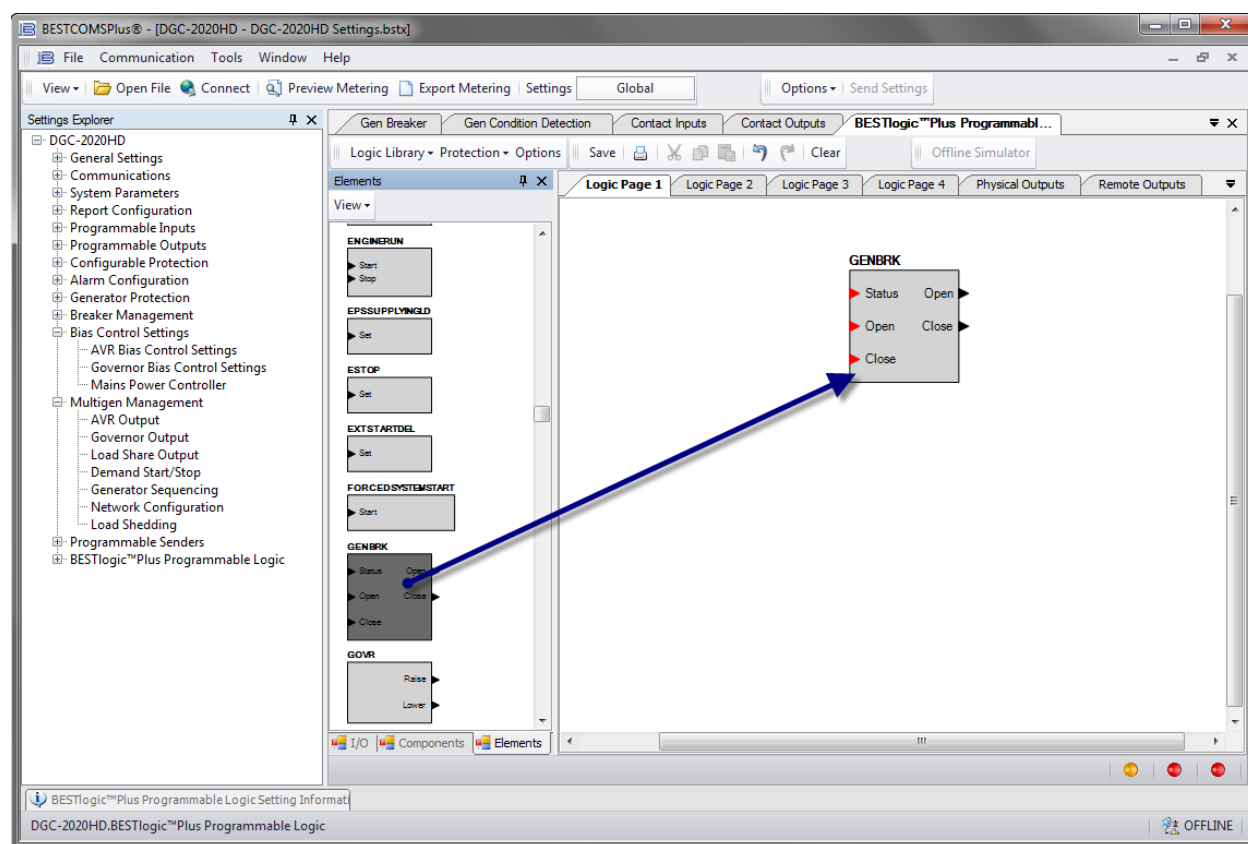 BESTCOMSPlus® - [DGC-2020HD - DGC-2020HD Settings.bstx]
File Communication Tools Window Help
View Open File Connect Preview Metering Export Metering Settings Global Options Send Settings
Settings Explorer
DGC-2020HD
General Settings
Communications
System Parameters
Report Configuration
Programmable Inputs
Programmable Outputs
Configurable Protection
Alarm Configuration
Generator Protection
Breaker Management
Bias Control Settings
AVR Bias Control Settings
Governor Bias Control Settings
Mains Power Controller
Multigen Management
AVR Output
Governor Output
Load Share Output
Demand Start/Stop
Generator Sequencing
Network Configuration
Load Shedding
Programmable Senders
BESTlogic™Plus Programmable Logic
Gen Breaker Gen Condition Detection Contact Inputs Contact Outputs BESTlogic™Plus Programmabl...
Logic Library Protection Options Save Clear Offline Simulator
Elements
View
ENGINERUN
Start
Stop
EPSSUPPLYINGLD
Set
ESTOP
Set
EXTSTARTDEL
Set
FORCEDSYSTEMSTART
Start
GENBRK
Status Open
Open Close
Close
GOVR
Raise
Lower
I/O Components Elements
Logic Page 1 Logic Page 2 Logic Page 3 Logic Page 4 Physical Outputs Remote Outputs
GENBRK
Status Open
Open Close
Close
BESTlogic™Plus Programmable Logic Setting Informati
DGC-2020HD.BESTlogic™Plus Programmable Logic OFFLINE